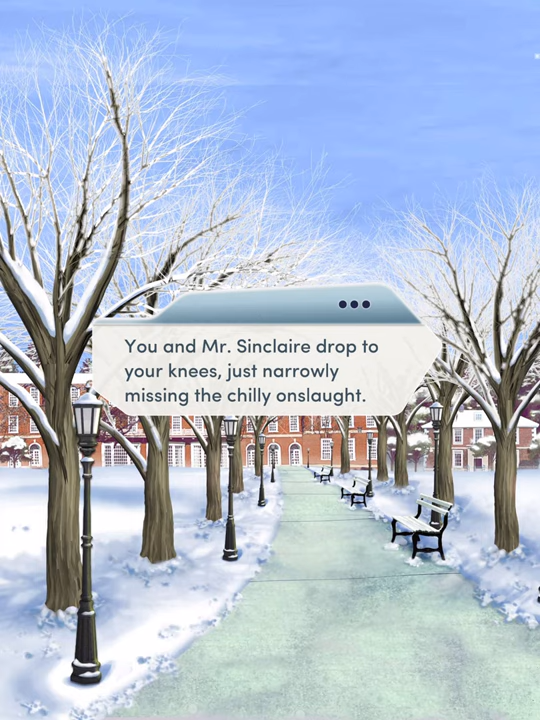 You and Mr. Sinclaire drop to
your knees, just narrowly
missing the chilly onslaught.